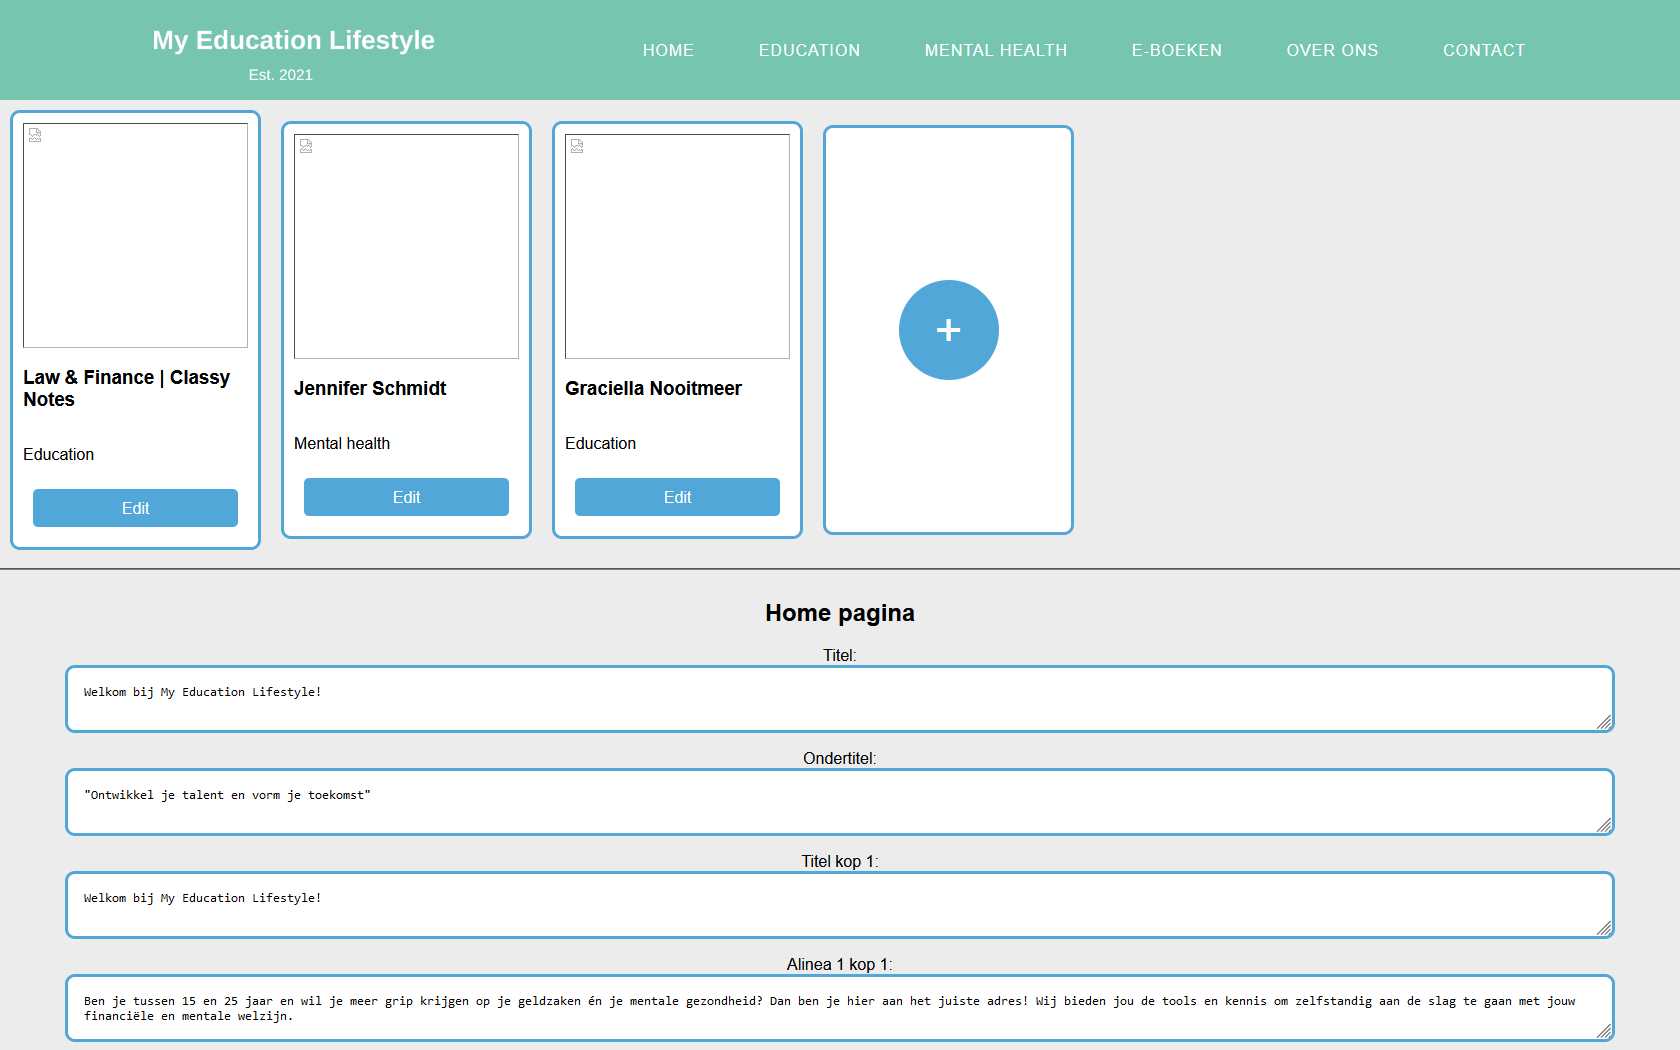 My Education Lifestyle
Est. 2021
HOME
EDUCATION
MENTAL HEALTH
E-BOEKEN
OVER ONS
CONTACT
Law & Finance | Classy
Notes
Education
Edit
Jennifer Schmidt
Mental health
Edit
Graciella Nooitmeer
Education
Edit
+
Home pagina
Titel:
Welkom bij My Education Lifestyle!
Ondertitel:
"Ontwikkel je talent en vorm je toekomst"
Titel kop 1:
Welkom bij My Education Lifestyle!
Alinea 1 kop 1:
Ben je tussen 15 en 25 jaar en wil je meer grip krijgen op je geldzaken én je mentale gezondheid? Dan ben je hier aan het juiste adres! Wij bieden jou de tools en kennis om zelfstandig aan de slag te gaan met jouw
financiële en mentale welzijn.